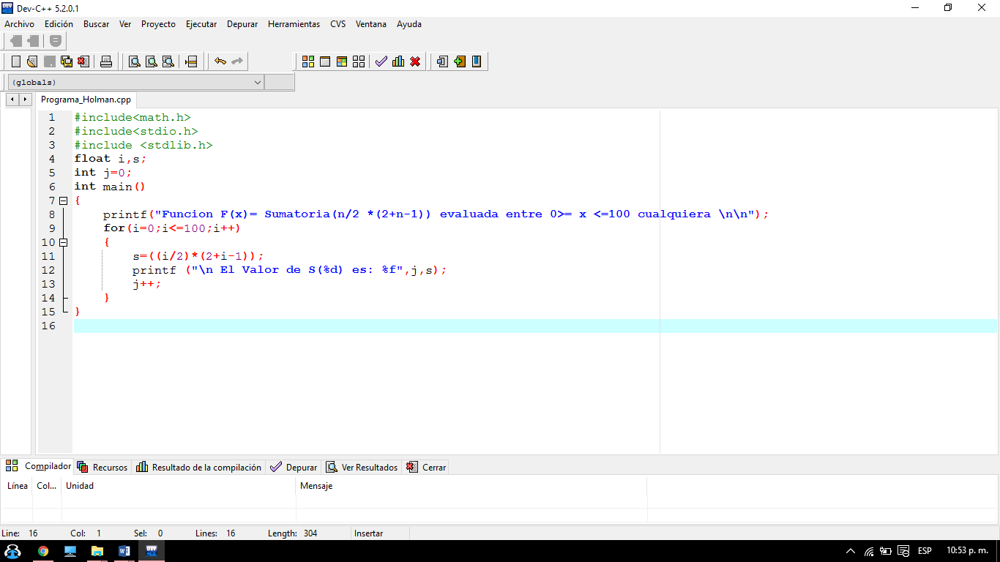 Dev-C++ 5.2.0.1
Archivo Edición Buscar Ver Proyecto Ejecutar Depurar Herramientas CVS Ventana Ayuda
(globals)
Programa_Holman.cpp
1 #include<math.h>
2 #include<stdio.h>
3 #include <stdlib.h>
4 float i,s;
5 int j=0;
6 int main()
7 {
8 printf("Funcion F(x)= Sumatoria(n/2 *(2+n-1)) evaluada entre 0>= x <=100 cualquiera \n\n");
9 for(i=0;i<=100;i++)
10 {
11 s=((i/2)*(2+i-1));
12 printf ("\n El Valor de S(%d) es: %f",j,s);
13 j++;
14 }
15 }
16
Compilador Recursos Resultado de la compilación Depurar Ver Resultados Cerrar
Línea Col... Unidad Mensaje
Line: 16 Col: 1 Sel: 0 Lines: 16 Length: 304 Insertar
DEV ESP 10:53 p. m.